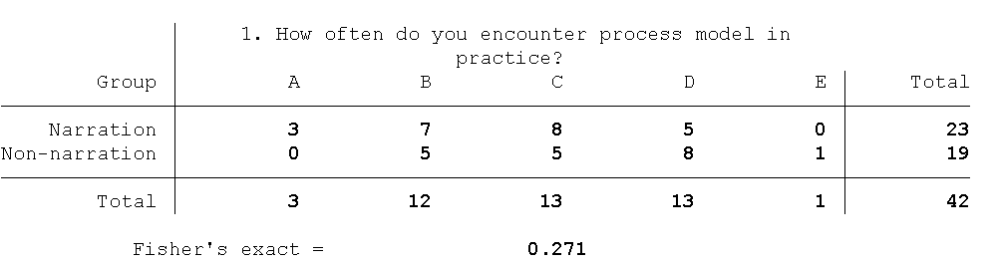 1. How often do you encounter process model in
practice?
Group A B C D E Total
Narration 3 7 8 5 0 23
Non-narration 0 5 5 8 1 19
Total 3 12 13 13 1 42
Fisher's exact = 0.271